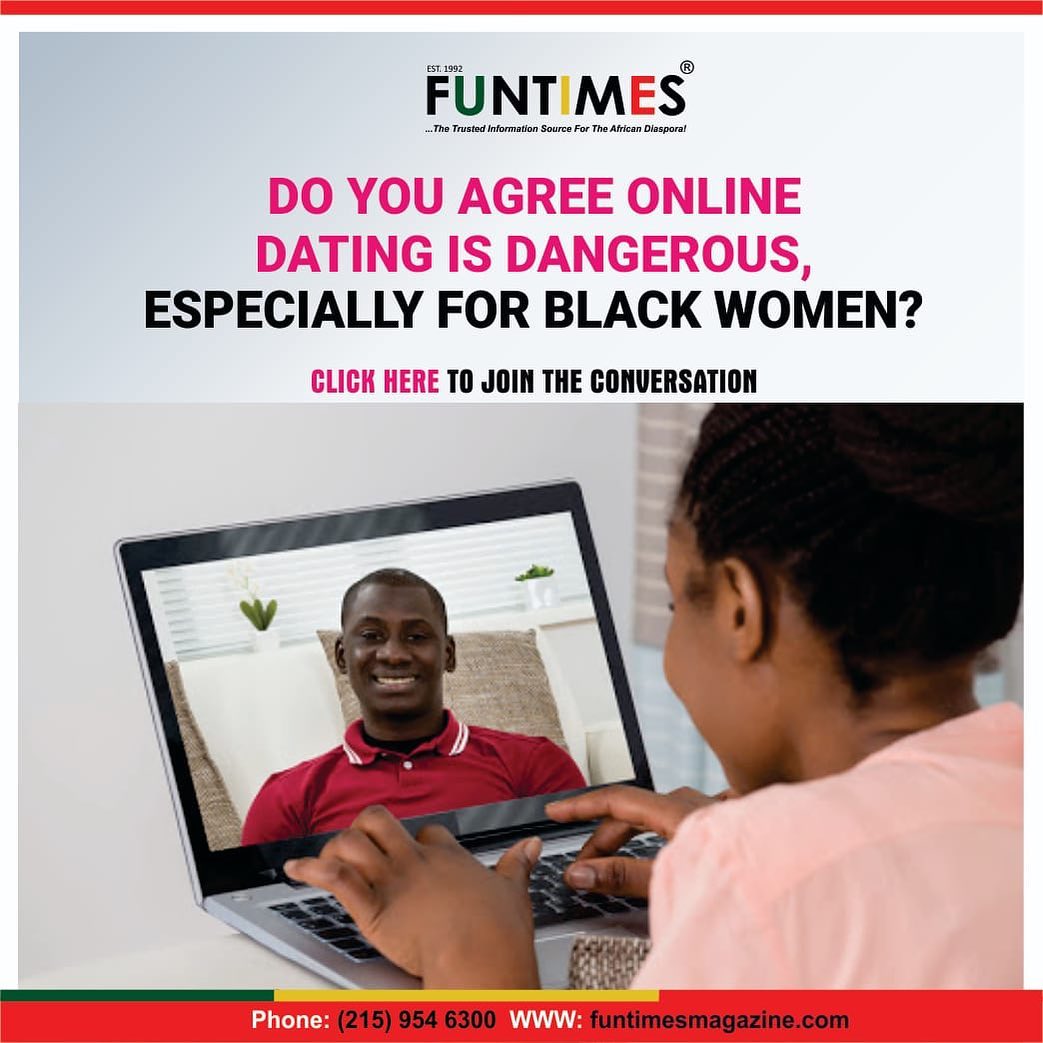 EST. 1992
FUNTIMES®
...The Trusted Information Source For The African Diaspora!
DO YOU AGREE ONLINE
DATING IS DANGEROUS,
ESPECIALLY FOR BLACK WOMEN?
CLICK HERE TO JOIN THE CONVERSATION
Phone: (215) 954 6300 WWW: funtimesmagazine.com